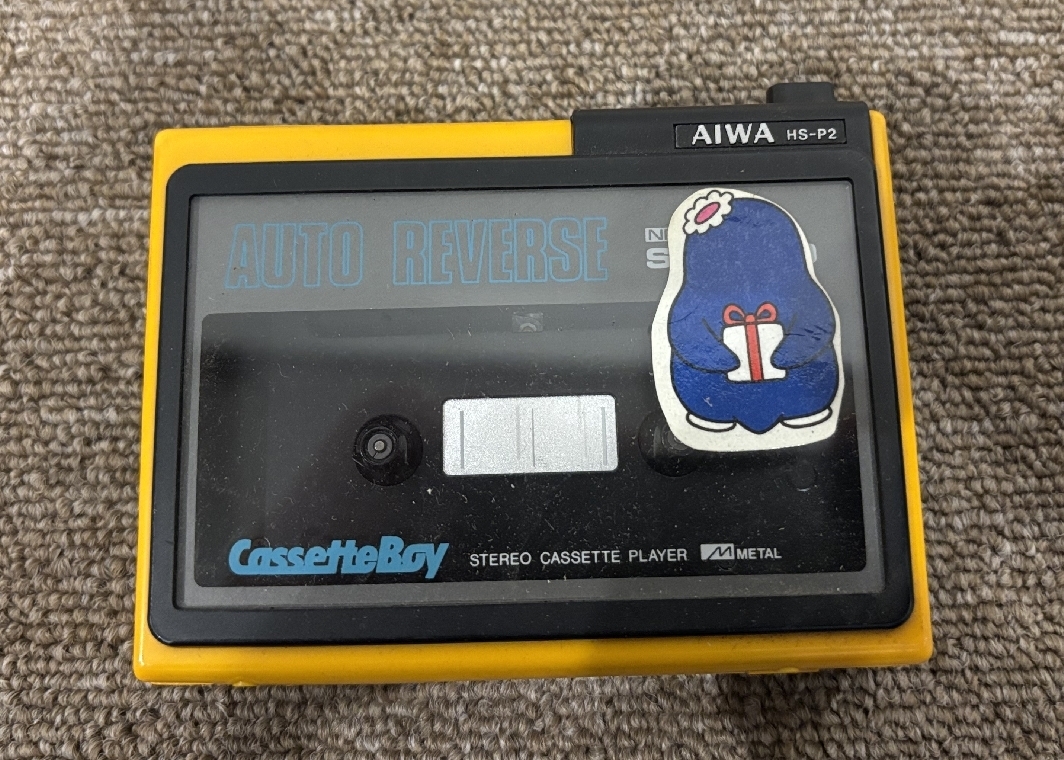 AIWA HS-P2
AUTO REVERSE
CassetteBoy STEREO CASSETTE PLAYER METAL